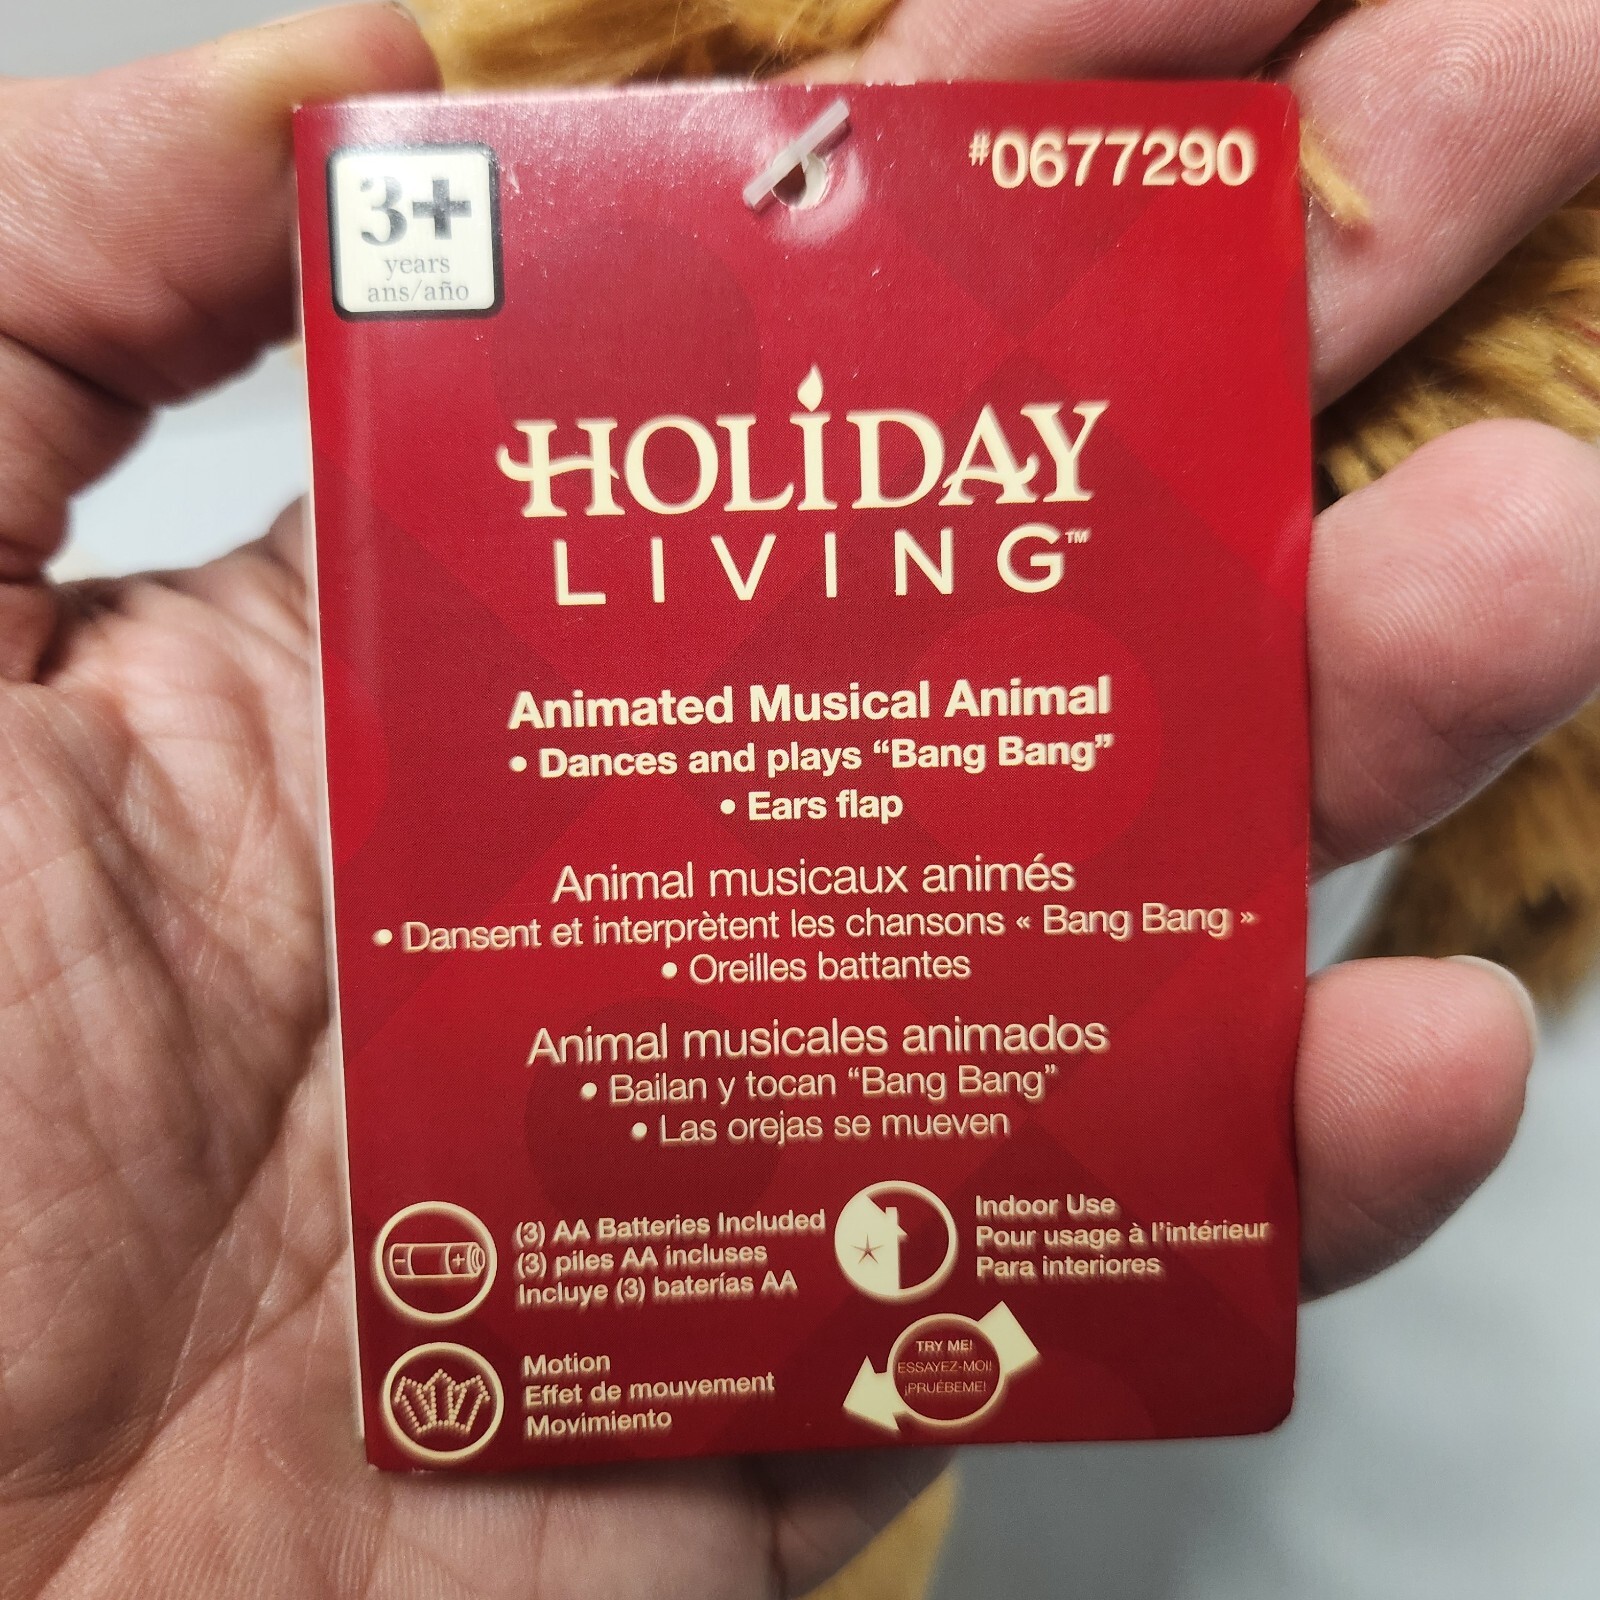 3+
years
ans/año
#0677290
HOLIDAY
LIVING™
Animated Musical Animal
• Dances and plays “Bang Bang”
• Ears flap
Animal musicaux animés
• Dansent et interprètent les chansons « Bang Bang »
• Oreilles battantes
Animal musicales animados
• Bailan y tocan “Bang Bang”
• Las orejas se mueven
(3) AA Batteries Included
(3) piles AA incluses
Incluye (3) baterías AA
Indoor Use
Pour usage à l’intérieur
Para interiores
Motion
Effet de mouvement
Movimiento
TRY ME!
ESSAYEZ-MOI!
¡PRUÉBEME!